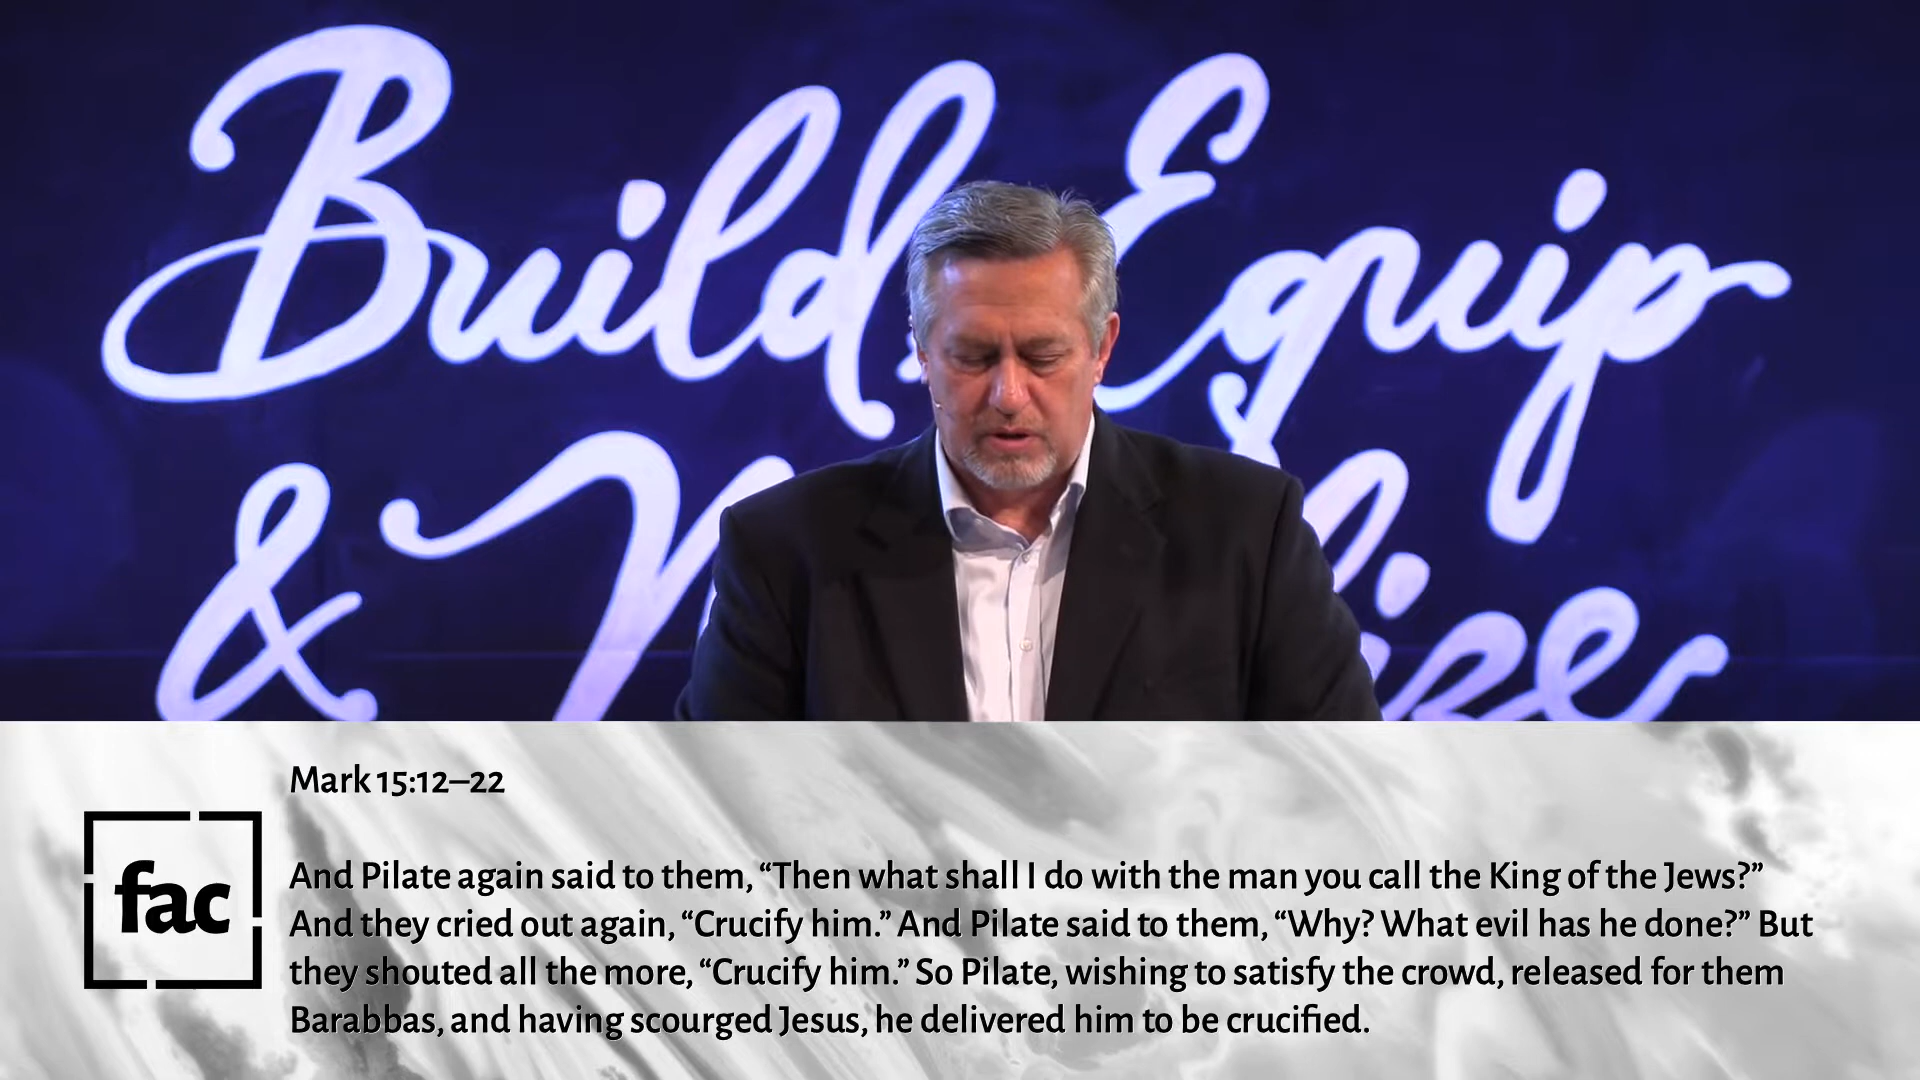 Build, Equip
&
Mark 15:12–22
fac
And Pilate again said to them, “Then what shall I do with the man you call the King of the Jews?”
And they cried out again, “Crucify him.” And Pilate said to them, “Why? What evil has he done?” But
they shouted all the more, “Crucify him.” So Pilate, wishing to satisfy the crowd, released for them
Barabbas, and having scourged Jesus, he delivered him to be crucified.